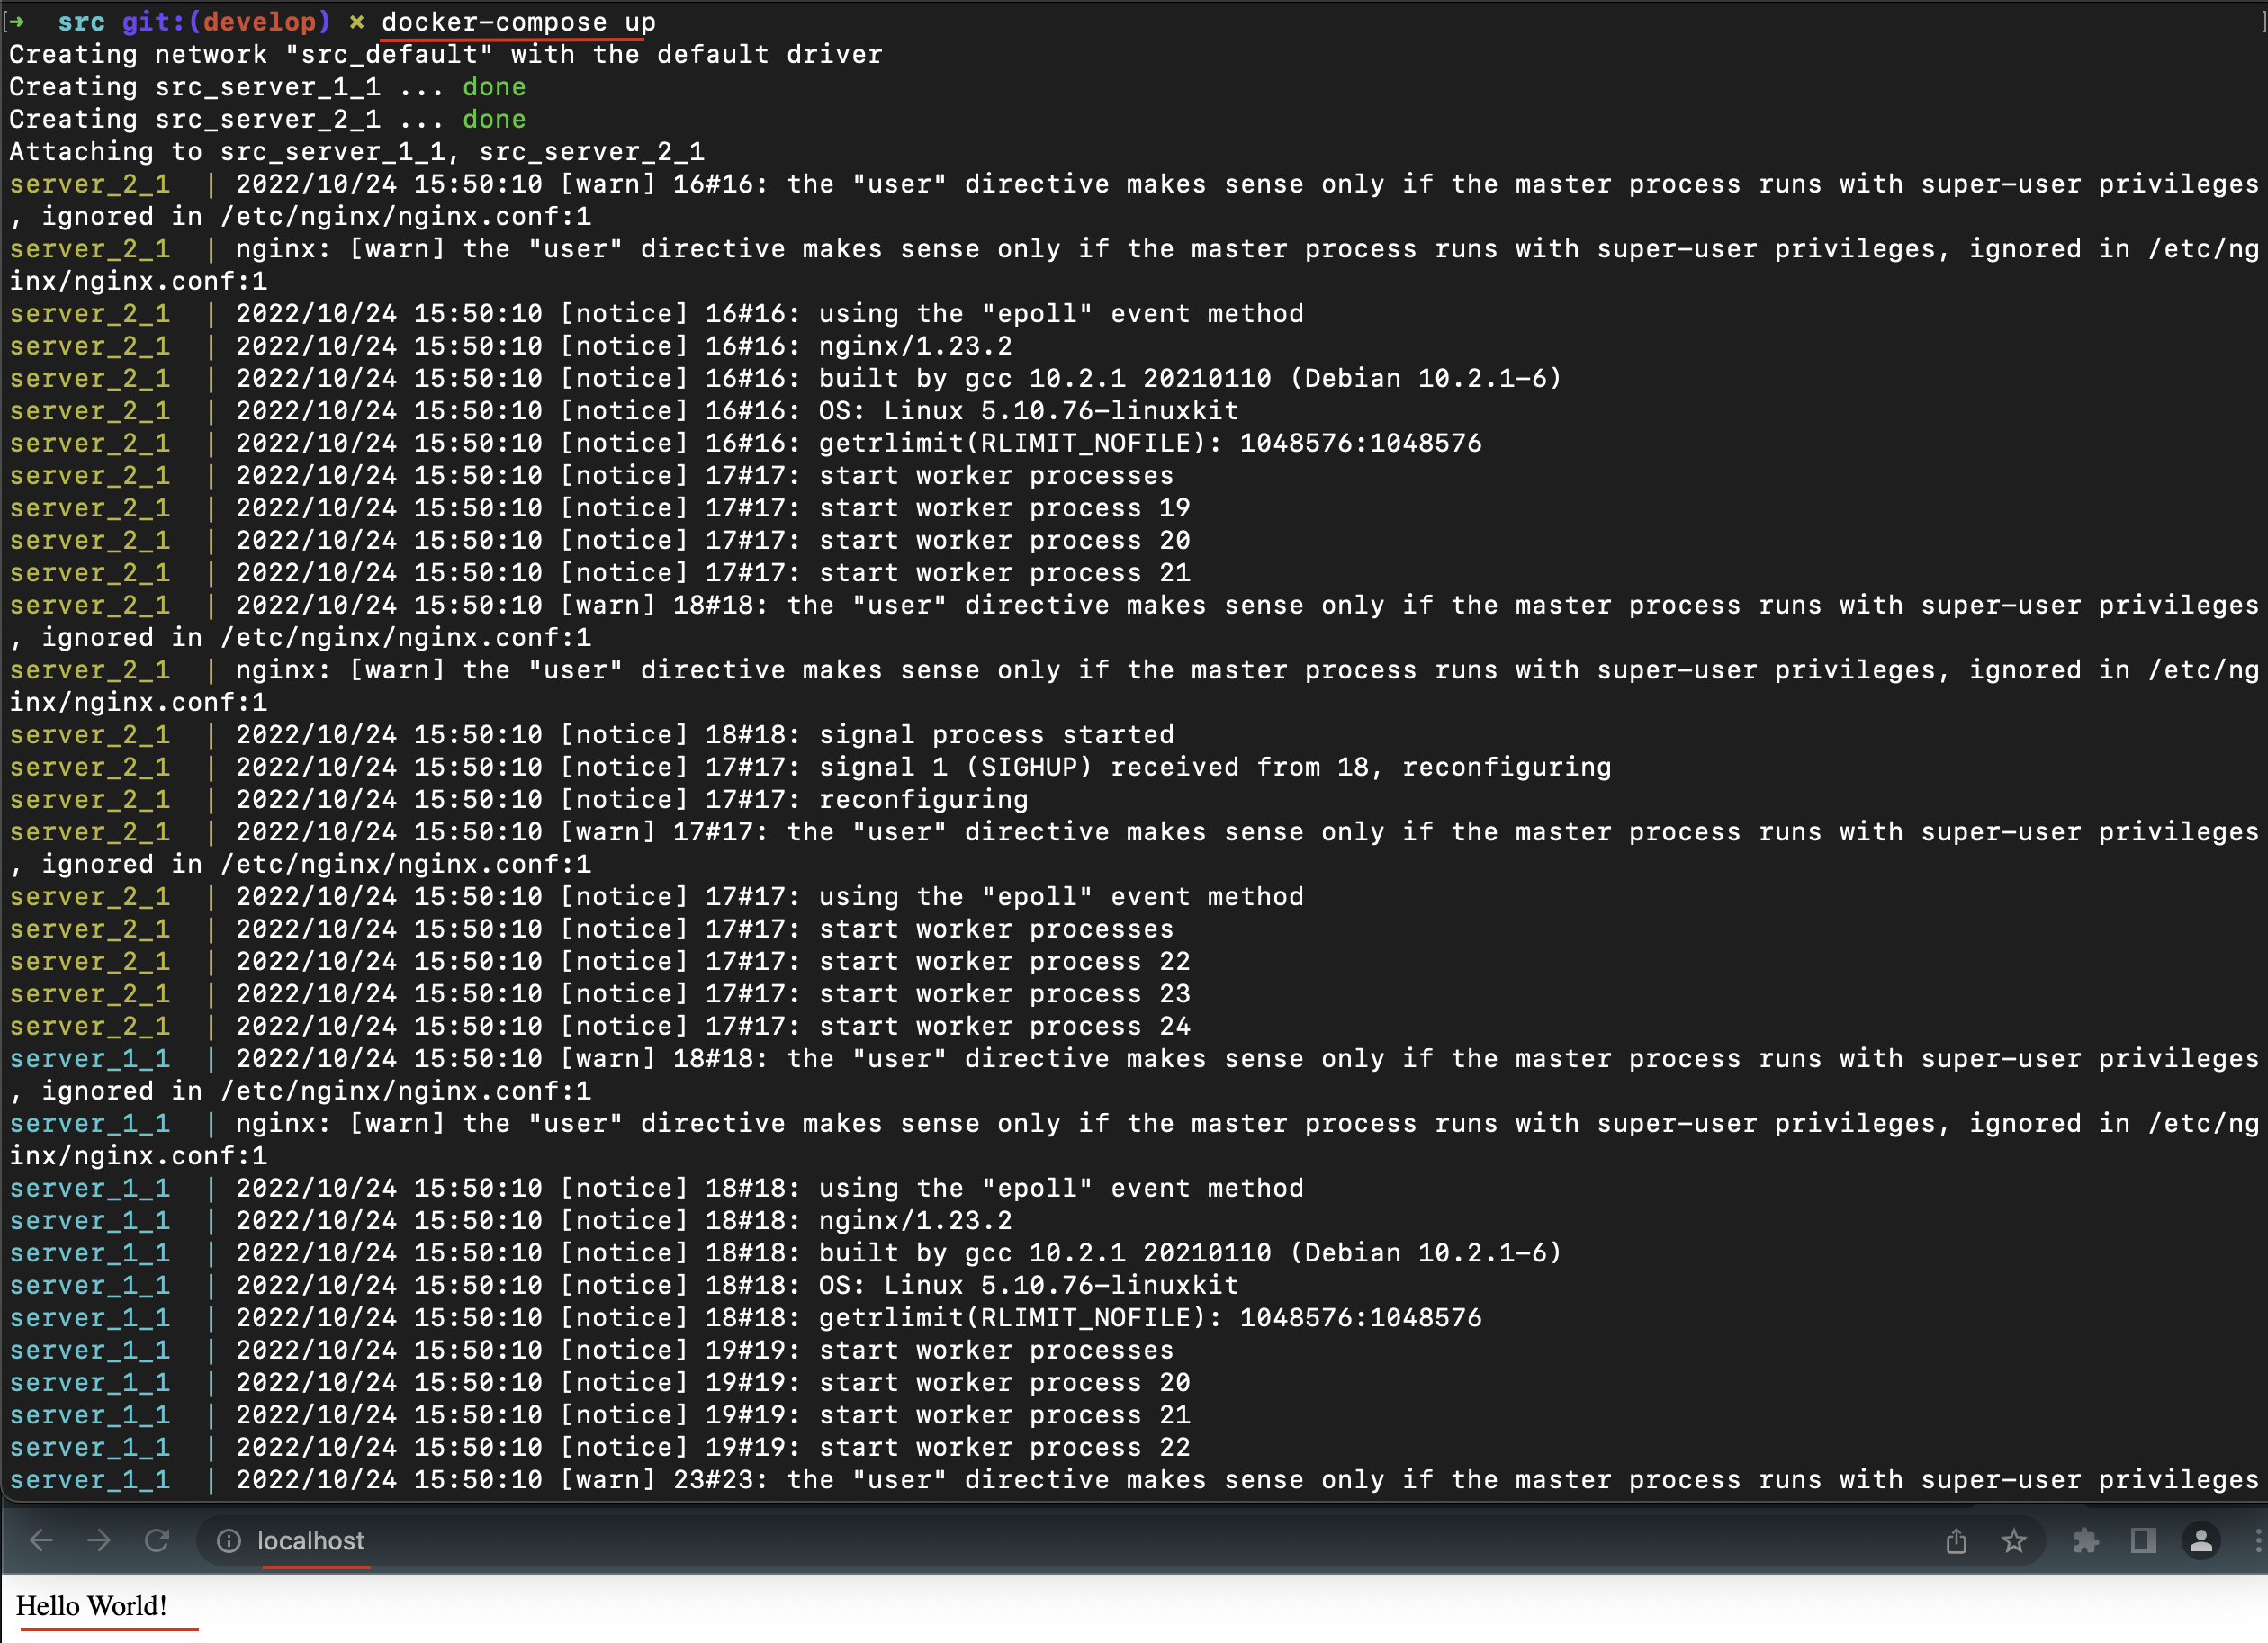 [➜  src git:(develop) ✗ docker-compose up ]
Creating network "src_default" with the default driver
Creating src_server_1_1 ... done
Creating src_server_2_1 ... done
Attaching to src_server_1_1, src_server_2_1
server_2_1  | 2022/10/24 15:50:10 [warn] 16#16: the "user" directive makes sense only if the master process runs with super-user privileges
, ignored in /etc/nginx/nginx.conf:1
server_2_1  | nginx: [warn] the "user" directive makes sense only if the master process runs with super-user privileges, ignored in /etc/ng
inx/nginx.conf:1
server_2_1  | 2022/10/24 15:50:10 [notice] 16#16: using the "epoll" event method
server_2_1  | 2022/10/24 15:50:10 [notice] 16#16: nginx/1.23.2
server_2_1  | 2022/10/24 15:50:10 [notice] 16#16: built by gcc 10.2.1 20210110 (Debian 10.2.1-6)
server_2_1  | 2022/10/24 15:50:10 [notice] 16#16: OS: Linux 5.10.76-linuxkit
server_2_1  | 2022/10/24 15:50:10 [notice] 16#16: getrlimit(RLIMIT_NOFILE): 1048576:1048576
server_2_1  | 2022/10/24 15:50:10 [notice] 17#17: start worker processes
server_2_1  | 2022/10/24 15:50:10 [notice] 17#17: start worker process 19
server_2_1  | 2022/10/24 15:50:10 [notice] 17#17: start worker process 20
server_2_1  | 2022/10/24 15:50:10 [notice] 17#17: start worker process 21
server_2_1  | 2022/10/24 15:50:10 [warn] 18#18: the "user" directive makes sense only if the master process runs with super-user privileges
, ignored in /etc/nginx/nginx.conf:1
server_2_1  | nginx: [warn] the "user" directive makes sense only if the master process runs with super-user privileges, ignored in /etc/ng
inx/nginx.conf:1
server_2_1  | 2022/10/24 15:50:10 [notice] 18#18: signal process started
server_2_1  | 2022/10/24 15:50:10 [notice] 17#17: signal 1 (SIGHUP) received from 18, reconfiguring
server_2_1  | 2022/10/24 15:50:10 [notice] 17#17: reconfiguring
server_2_1  | 2022/10/24 15:50:10 [warn] 17#17: the "user" directive makes sense only if the master process runs with super-user privileges
, ignored in /etc/nginx/nginx.conf:1
server_2_1  | 2022/10/24 15:50:10 [notice] 17#17: using the "epoll" event method
server_2_1  | 2022/10/24 15:50:10 [notice] 17#17: start worker processes
server_2_1  | 2022/10/24 15:50:10 [notice] 17#17: start worker process 22
server_2_1  | 2022/10/24 15:50:10 [notice] 17#17: start worker process 23
server_2_1  | 2022/10/24 15:50:10 [notice] 17#17: start worker process 24
server_1_1  | 2022/10/24 15:50:10 [warn] 18#18: the "user" directive makes sense only if the master process runs with super-user privileges
, ignored in /etc/nginx/nginx.conf:1
server_1_1  | nginx: [warn] the "user" directive makes sense only if the master process runs with super-user privileges, ignored in /etc/ng
inx/nginx.conf:1
server_1_1  | 2022/10/24 15:50:10 [notice] 18#18: using the "epoll" event method
server_1_1  | 2022/10/24 15:50:10 [notice] 18#18: nginx/1.23.2
server_1_1  | 2022/10/24 15:50:10 [notice] 18#18: built by gcc 10.2.1 20210110 (Debian 10.2.1-6)
server_1_1  | 2022/10/24 15:50:10 [notice] 18#18: OS: Linux 5.10.76-linuxkit
server_1_1  | 2022/10/24 15:50:10 [notice] 18#18: getrlimit(RLIMIT_NOFILE): 1048576:1048576
server_1_1  | 2022/10/24 15:50:10 [notice] 19#19: start worker processes
server_1_1  | 2022/10/24 15:50:10 [notice] 19#19: start worker process 20
server_1_1  | 2022/10/24 15:50:10 [notice] 19#19: start worker process 21
server_1_1  | 2022/10/24 15:50:10 [notice] 19#19: start worker process 22
server_1_1  | 2022/10/24 15:50:10 [warn] 23#23: the "user" directive makes sense only if the master process runs with super-user privileges
localhost
Hello World!